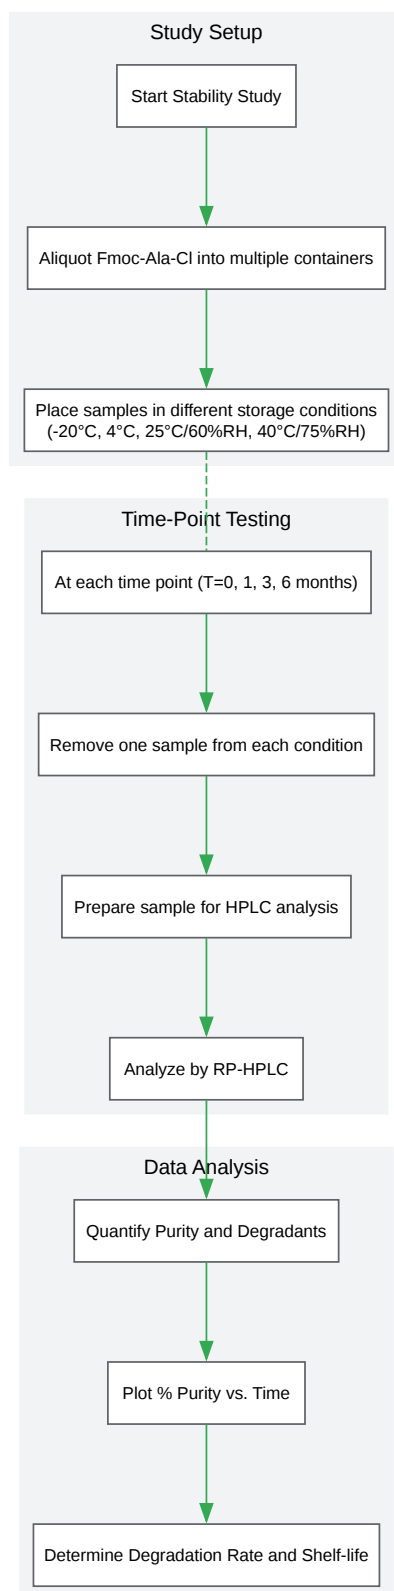 Study Setup
Start Stability Study
Aliquot Fmoc-Ala-Cl into multiple containers
Place samples in different storage conditions
(-20°C, 4°C, 25°C/60%RH, 40°C/75%RH)
Time-Point Testing
At each time point (T=0, 1, 3, 6 months)
Remove one sample from each condition
Prepare sample for HPLC analysis
Analyze by RP-HPLC
Data Analysis
Quantify Purity and Degradants
Plot % Purity vs. Time
Determine Degradation Rate and Shelf-life